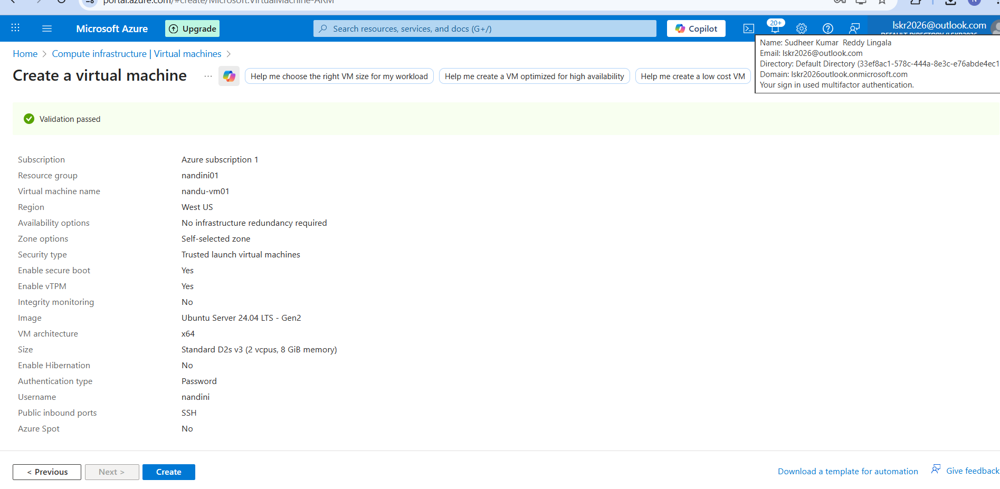 portal.azure.com/#create/Microsoft.VirtualMachine-ARM
N
Microsoft Azure
Upgrade
Search resources, services, and docs (G+/)
Copilot
20+
lskr2026@outlook.com
DEFAULT DIRECTORY (LSKR2026...
Name: Sudheer Kumar  Reddy Lingala
Email: lskr2026@outlook.com
Directory: Default Directory (33ef8ac1-578c-444a-8e3c-e76abde4ec1
Domain: lskr2026outlook.onmicrosoft.com
Your sign in used multifactor authentication.
Home > Compute infrastructure | Virtual machines >
Create a virtual machine ...
Help me choose the right VM size for my workload
Help me create a VM optimized for high availability
Help me create a low cost VM
Validation passed
Subscription Azure subscription 1
Resource group nandini01
Virtual machine name nandu-vm01
Region West US
Availability options No infrastructure redundancy required
Zone options Self-selected zone
Security type Trusted launch virtual machines
Enable secure boot Yes
Enable vTPM Yes
Integrity monitoring No
Image Ubuntu Server 24.04 LTS - Gen2
VM architecture x64
Size Standard D2s v3 (2 vcpus, 8 GiB memory)
Enable Hibernation No
Authentication type Password
Username nandini
Public inbound ports SSH
Azure Spot No
< Previous
Next >
Create
Download a template for automation
Give feedback